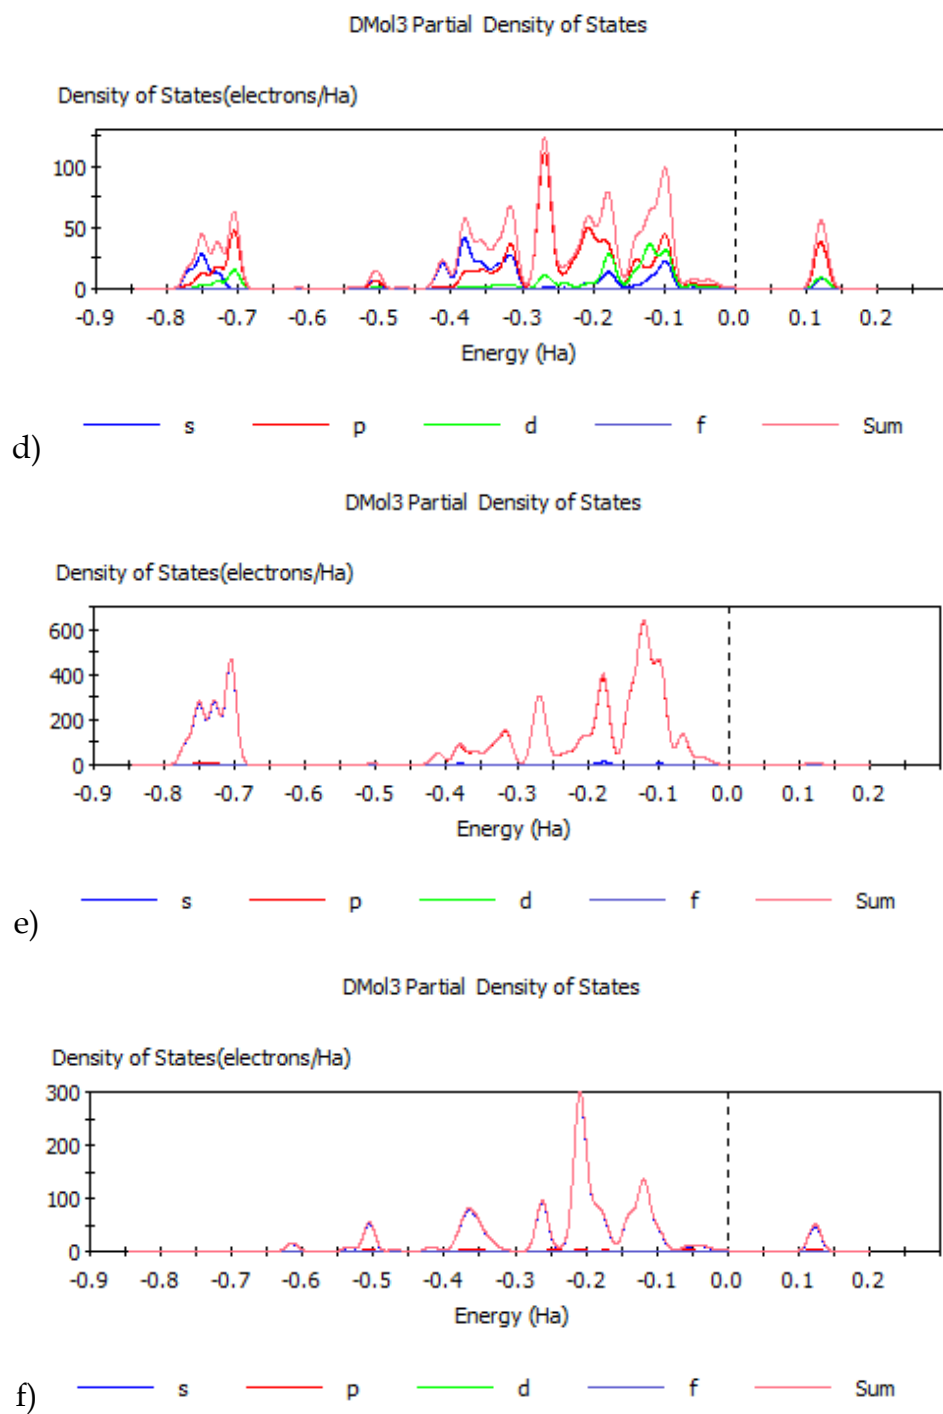 DMol3 Partial Density of States
Density of States(electrons/Ha)
100
50
0
-0.9 -0.8 -0.7 -0.6 -0.5 -0.4 -0.3 -0.2 -0.1 0.0 0.1 0.2
Energy (Ha)
s p d f Sum
d)
DMol3 Partial Density of States
Density of States(electrons/Ha)
600
400
200
0
-0.9 -0.8 -0.7 -0.6 -0.5 -0.4 -0.3 -0.2 -0.1 0.0 0.1 0.2
Energy (Ha)
s p d f Sum
e)
DMol3 Partial Density of States
Density of States(electrons/Ha)
300
200
100
0
-0.9 -0.8 -0.7 -0.6 -0.5 -0.4 -0.3 -0.2 -0.1 0.0 0.1 0.2
Energy (Ha)
s p d f Sum
f)